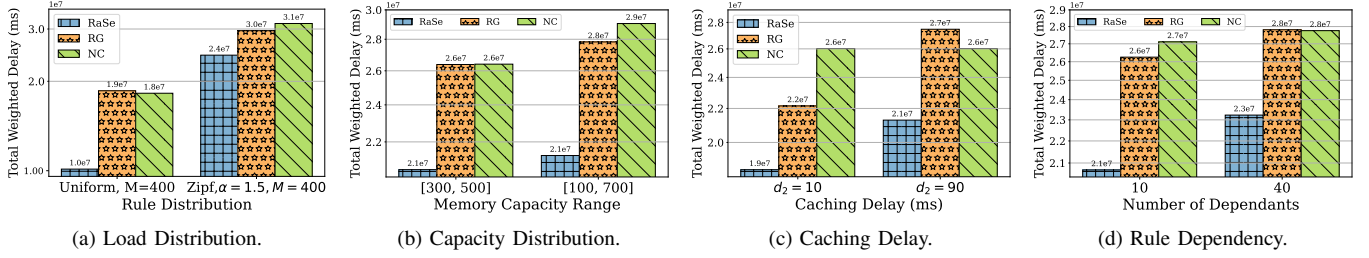 1e7
Total Weighted Delay (ms)
3.0
2.0
1.00
RaSe
RG
NC
1.0e7
1.9e7
1.8e7
2.4e7
3.0e7
3.1e7
Uniform, M=400
Zipf,α = 1.5, M = 400
Rule Distribution
(a) Load Distribution.
1e7
Total Weighted Delay (ms)
3.0
2.8
2.6
2.4
2.2
RaSe
RG
NC
2.1e7
2.6e7
2.6e7
2.1e7
2.8e7
2.9e7
[300, 500]
[100, 700]
Memory Capacity Range
(b) Capacity Distribution.
1e7
Total Weighted Delay (ms)
2.8
2.6
2.4
2.2
2.0
RaSe
RG
NC
1.9e7
2.2e7
2.6e7
2.1e7
2.7e7
2.6e7
d₂ = 10
d₂ = 90
Caching Delay (ms)
(c) Caching Delay.
1e7
Total Weighted Delay (ms)
2.9
2.8
2.7
2.6
2.5
2.4
2.3
2.2
2.1
RaSe
RG
NC
2.1e7
2.6e7
2.7e7
2.3e7
2.8e7
2.8e7
10
40
Number of Dependants
(d) Rule Dependency.